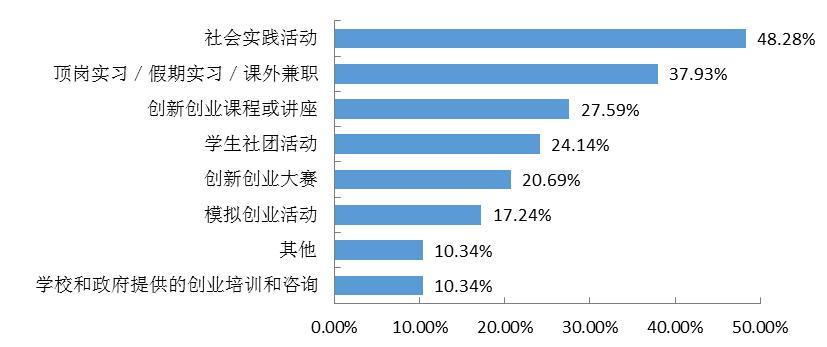 社会实践活动 48.28%
顶岗实习 / 假期实习 / 课外兼职 37.93%
创新创业课程或讲座 27.59%
学生社团活动 24.14%
创新创业大赛 20.69%
模拟创业活动 17.24%
其他 10.34%
学校和政府提供的创业培训和咨询 10.34%
0.00% 10.00% 20.00% 30.00% 40.00% 50.00%